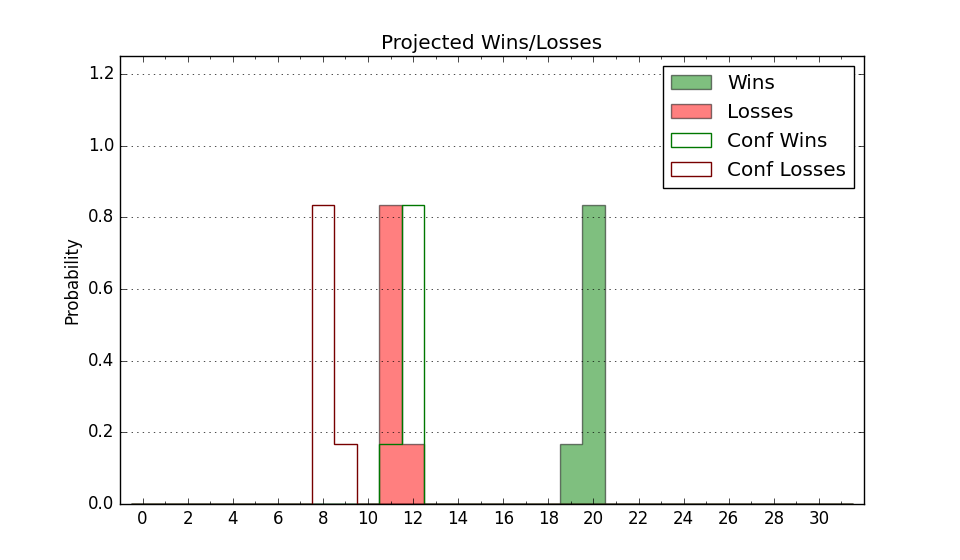 Projected Wins/Losses
1.2
1.0
0.8
0.6
0.4
0.2
0.0
Probability
Wins
Losses
Conf Wins
Conf Losses
0 2 4 6 8 10 12 14 16 18 20 22 24 26 28 30